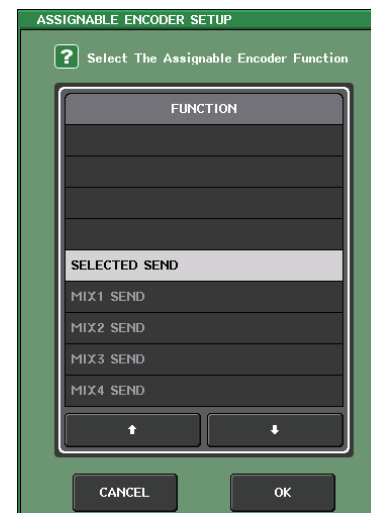 ASSIGNABLE ENCODER SETUP
? Select The Assignable Encoder Function
FUNCTION
SELECTED SEND
MIX1 SEND
MIX2 SEND
MIX3 SEND
MIX4 SEND
CANCEL OK